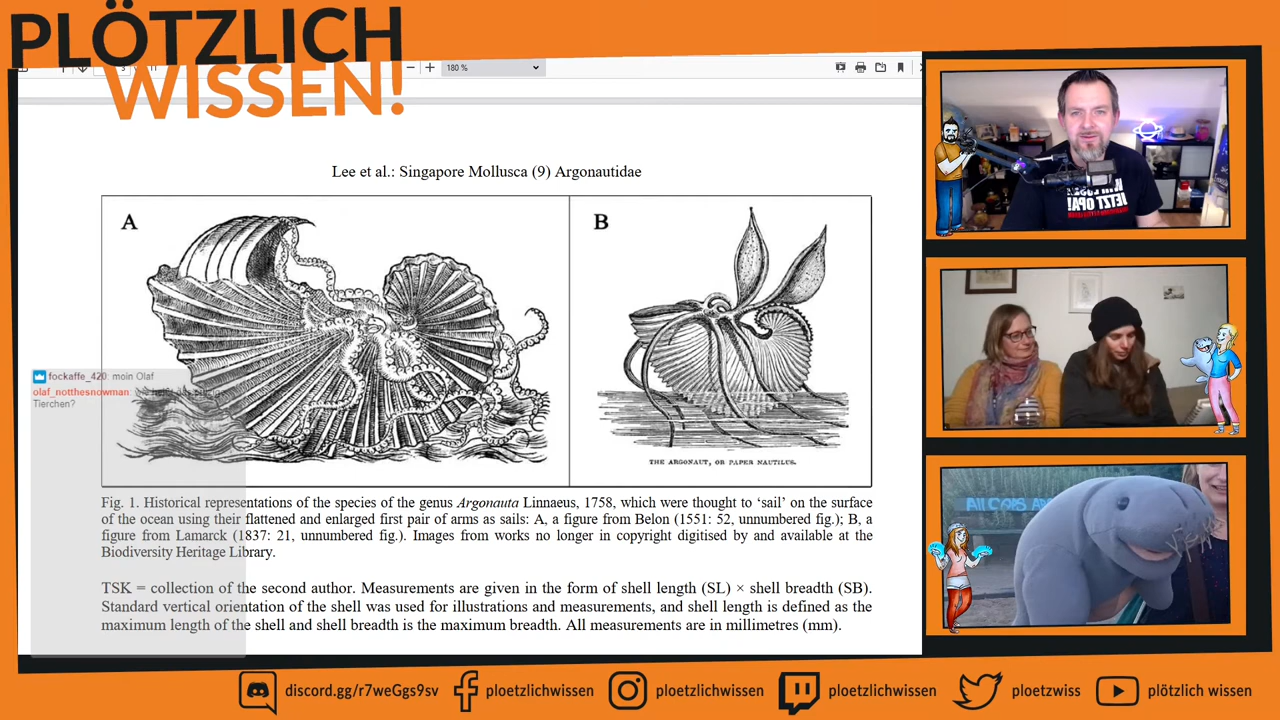 PLÖTZLICH
WISSEN!
180 %
Lee et al.: Singapore Mollusca (9) Argonautidae
A
B
THE ARGONAUT, OR PAPER NAUTILUS.
fockaffe_420: moin Olaf
olaf_notthesnowman:
Tierchen?
Fig. 1. Historical representations of the species of the genus Argonauta Linnaeus, 1758, which were thought to ‘sail’ on the surface
of the ocean using their flattened and enlarged first pair of arms as sails: A, a figure from Belon (1551: 52, unnumbered fig.); B, a
figure from Lamarck (1837: 21, unnumbered fig.). Images from works no longer in copyright digitised by and available at the
Biodiversity Heritage Library.
TSK = collection of the second author. Measurements are given in the form of shell length (SL) × shell breadth (SB).
Standard vertical orientation of the shell was used for illustrations and measurements, and shell length is defined as the
maximum length of the shell and shell breadth is the maximum breadth. All measurements are in millimetres (mm).
JETZT OPA!
All COPS
discord.gg/r7weGgs9sv
ploetzlichwissen
ploetzlichwissen
ploetzlichwissen
ploetzwiss
plötzlich wissen